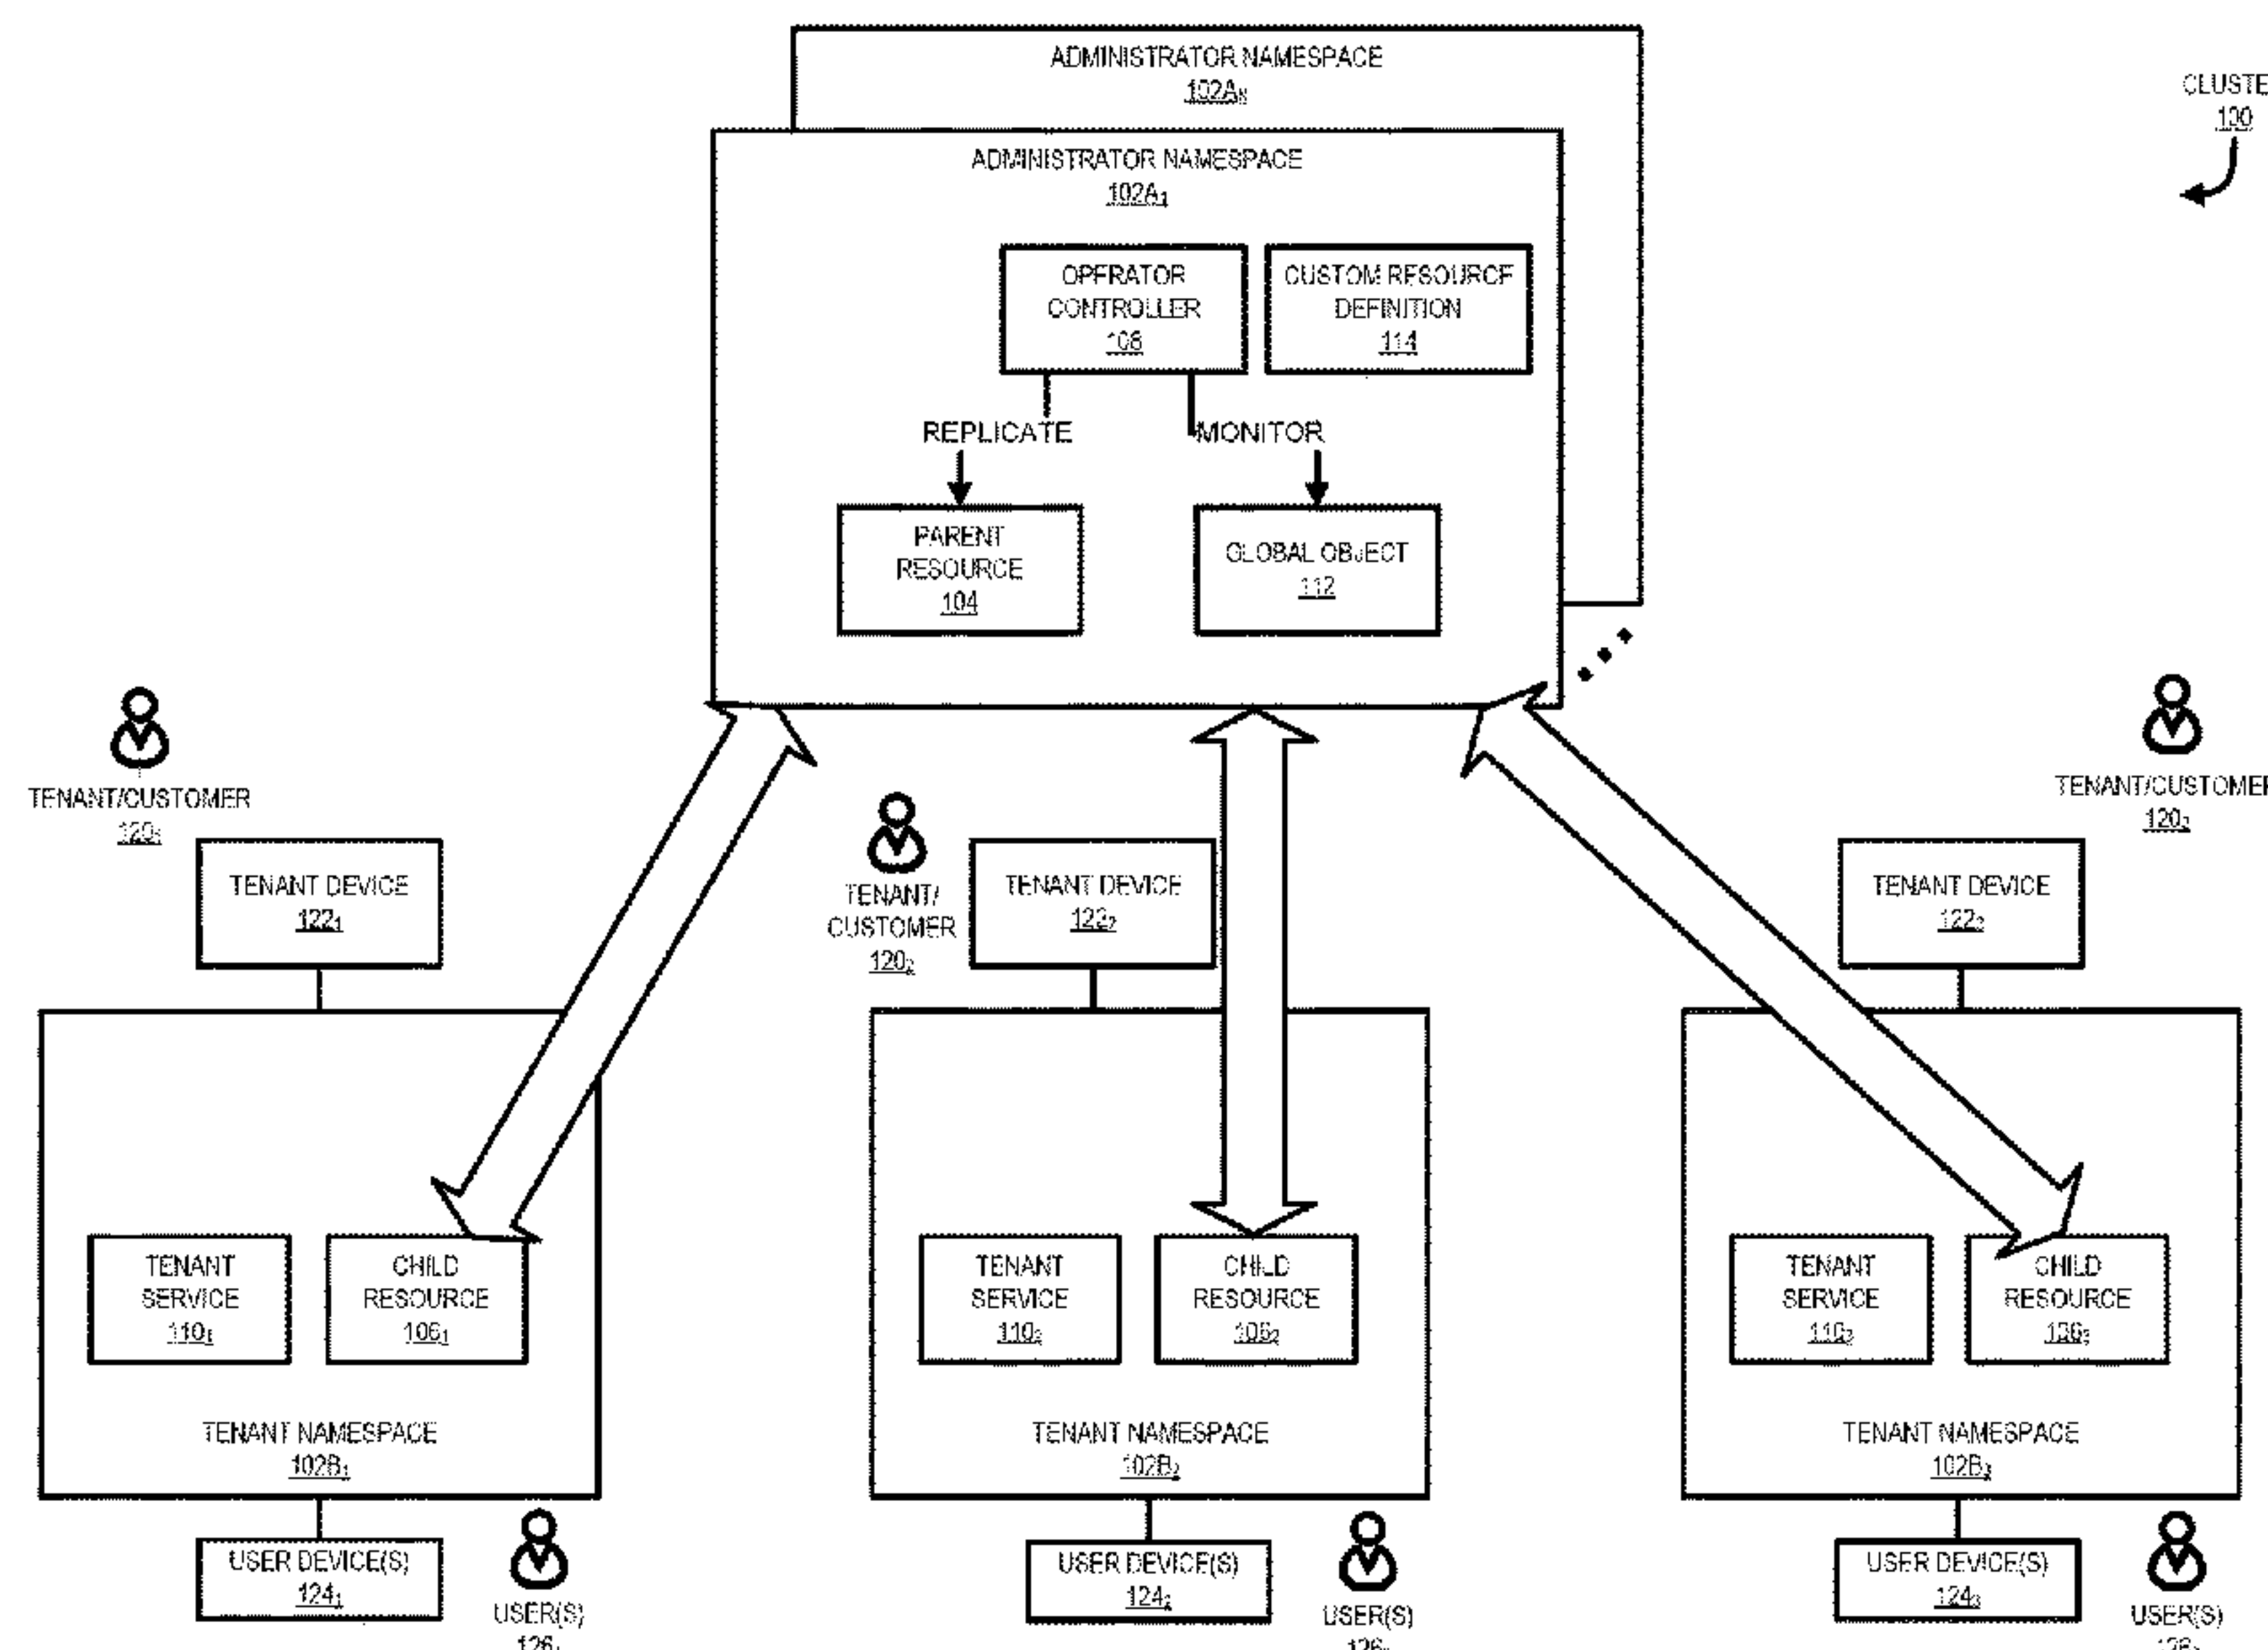 ADMINISTRATOR NAMESPACE
102Aₙ
CLUSTE
100
ADMINISTRATOR NAMESPACE
102A₁
OPERATOR
CONTROLLER
108
CUSTOM RESOURCE
DEFINITION
114
REPLICATE
MONITOR
PARENT
RESOURCE
104
GLOBAL OBJECT
112
TENANT/CUSTOMER
120₁
TENANT/CUSTOMER
TENANT DEVICE
122₁
TENANT/
CUSTOMER
120₂
TENANT DEVICE
122₂
TENANT DEVICE
TENANT
SERVICE
110₁
CHILD
RESOURCE
106₁
TENANT
SERVICE
CHILD
RESOURCE
106₂
TENANT
SERVICE
CHILD
RESOURCE
106₃
TENANT NAMESPACE
102B₁
TENANT NAMESPACE
102B₂
TENANT NAMESPACE
102B₃
USER DEVICE(S)
124₁
USER(S)
USER DEVICE(S)
124₂
USER(S)
USER DEVICE(S)
124₃
USER(S)